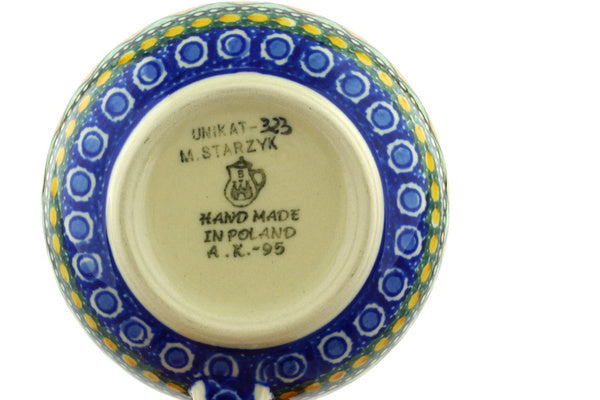 UNIKAT-323
M.STARZYK
B
HAND MADE
IN POLAND
A.K.-95